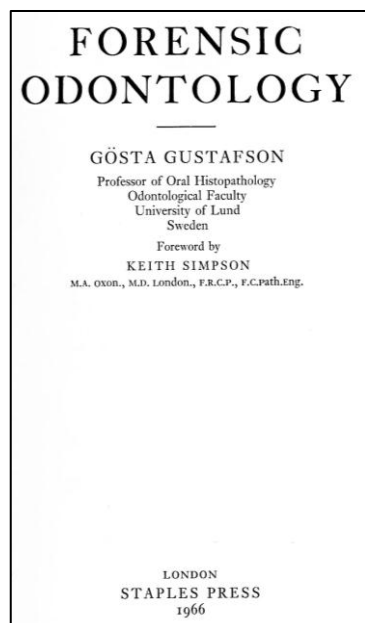 FORENSIC
ODONTOLOGY
GÖSTA GUSTAFSON
Professor of Oral Histopathology
Odontological Faculty
University of Lund
Sweden
Foreword by
KEITH SIMPSON
M.A. Oxon., M.D. London., F.R.C.P., F.C.Path.Eng.
LONDON
STAPLES PRESS
1966